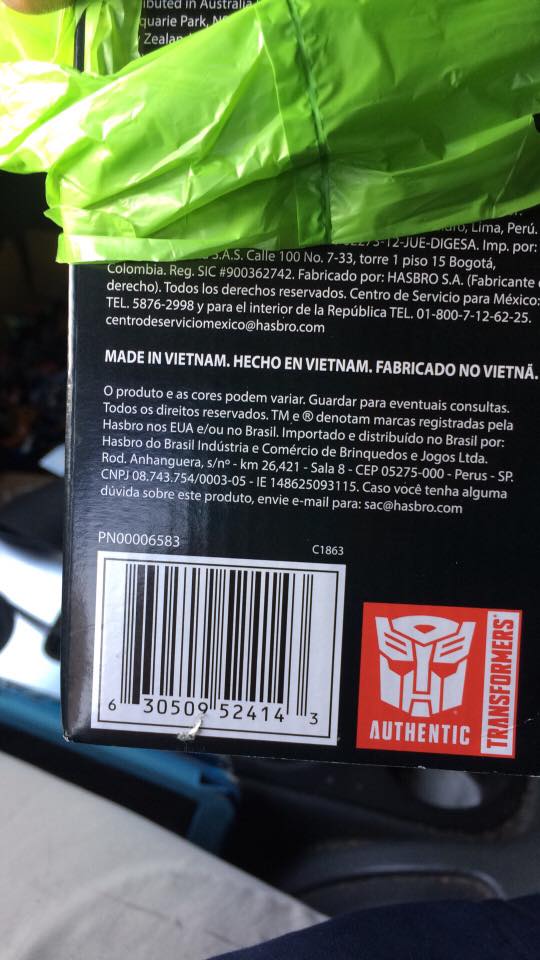 ibuted in Australia
quarie Park, N
Zealan
Lima, Perú.
-12-JUE-DIGESA. Imp. por:
S.A.S. Calle 100 No. 7-33, torre 1 piso 15 Bogotá,
Colombia. Reg. SIC #900362742. Fabricado por: HASBRO S.A. (Fabricante
derecho). Todos los derechos reservados. Centro de Servicio para México:
TEL. 5876-2998 y para el interior de la República TEL. 01-800-7-12-62-25.
centrodeserviciomexico@hasbro.com
MADE IN VIETNAM. HECHO EN VIETNAM. FABRICADO NO VIETNÃ.
O produto e as cores podem variar. Guardar para eventuais consultas.
Todos os direitos reservados. TM e ® denotam marcas registradas pela
Hasbro nos EUA e/ou no Brasil. Importado e distribuído no Brasil por:
Hasbro do Brasil Indústria e Comércio de Brinquedos e Jogos Ltda.
Rod. Anhanguera, s/nº - km 26,421 - Sala 8 - CEP 05275-000 - Perus - SP.
CNPJ 08.743.754/0003-05 - IE 148625093115. Caso você tenha alguma
dúvida sobre este produto, envie e-mail para: sac@hasbro.com
PN00006583
C1863
6 30509 52414 3
AUTHENTIC
TRANSFORMERS